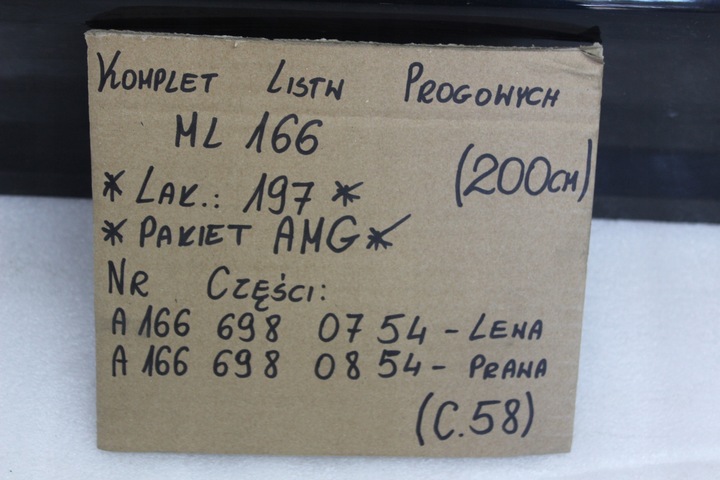 KOMPLET LISTW PROGOWYCH
ML 166
(200CM)
* LAK.: 197 *
* PAKIET AMG *
NR CZĘŚCI:
A 166 698 07 54 - LEWA
A 166 698 08 54 - PRAWA
(C.58)